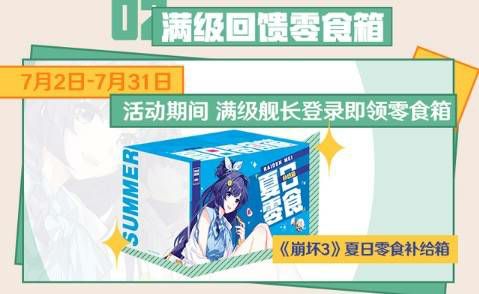 02
满级回馈零食箱
7月2日-7月31日
活动期间 满级舰长登录即领零食箱
SUMMER
RAIDEN MEI
夏日
零食
《崩坏3》夏日零食补给箱